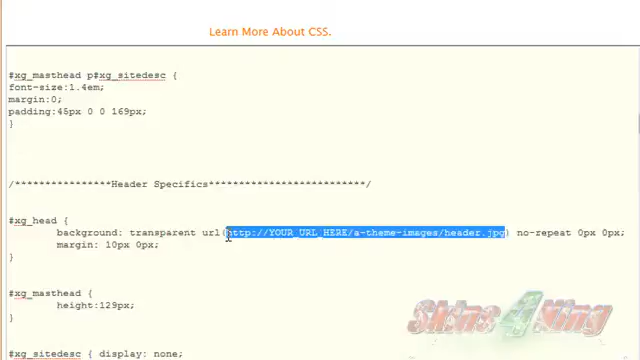 Learn More About CSS.
#xg_masthead p#xg_sitedesc {
font-size:1.4em;
margin:0;
padding:45px 0 0 169px;
}
/****************Header Specifics**************************/
#xg_head {
background: transparent url(http://YOUR_URL_HERE/a-theme-images/header.jpg) no-repeat 0px 0px;
margin: 10px 0px;
}
#xg_masthead {
height:129px;
}
#xg_sitedesc { display: none;
Shine4Ning